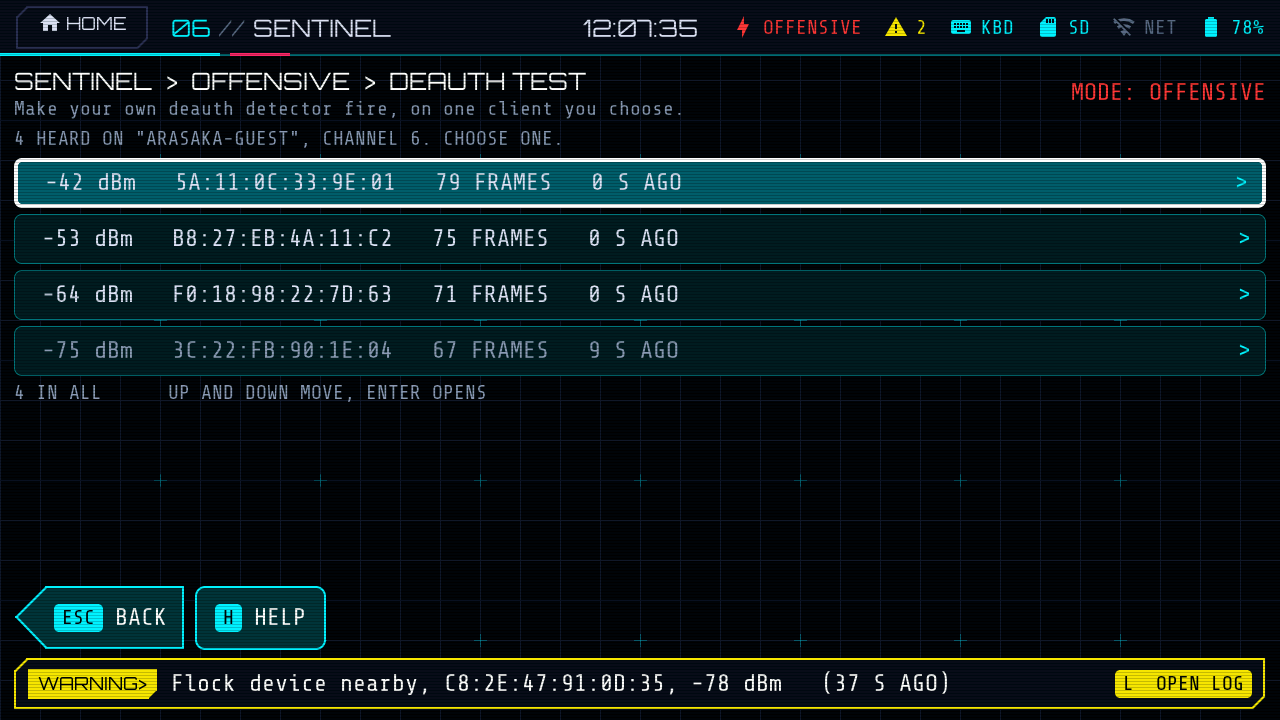 HOME
06 // SENTINEL
12:07:35
OFFENSIVE
2
KBD
SD
NET
78%
SENTINEL > OFFENSIVE > DEAUTH TEST
MODE: OFFENSIVE
Make your own deauth detector fire, on one client you choose.
4 HEARD ON "ARASAKA-GUEST", CHANNEL 6. CHOOSE ONE.
-42 dBm 5A:11:0C:33:9E:01 79 FRAMES 0 S AGO >
-53 dBm B8:27:EB:4A:11:C2 75 FRAMES 0 S AGO >
-64 dBm F0:18:98:22:7D:63 71 FRAMES 0 S AGO >
-75 dBm 3C:22:FB:90:1E:04 67 FRAMES 9 S AGO >
4 IN ALL UP AND DOWN MOVE, ENTER OPENS
ESC BACK
H HELP
WARNING> Flock device nearby, C8:2E:47:91:0D:35, -78 dBm (37 S AGO)
L OPEN LOG